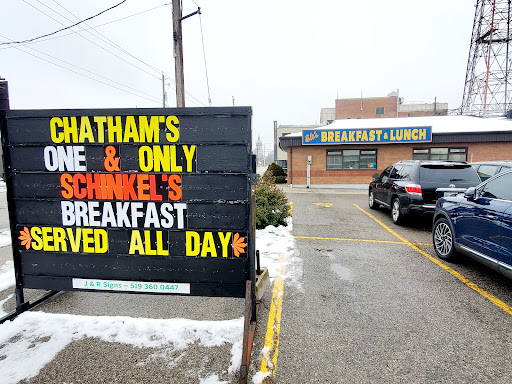 CHATHAM'S
ONE & ONLY
SCHINKEL'S
BREAKFAST
SERVED ALL DAY
J & R Signs ~ 519 360 0447
BREAKFAST & LUNCH